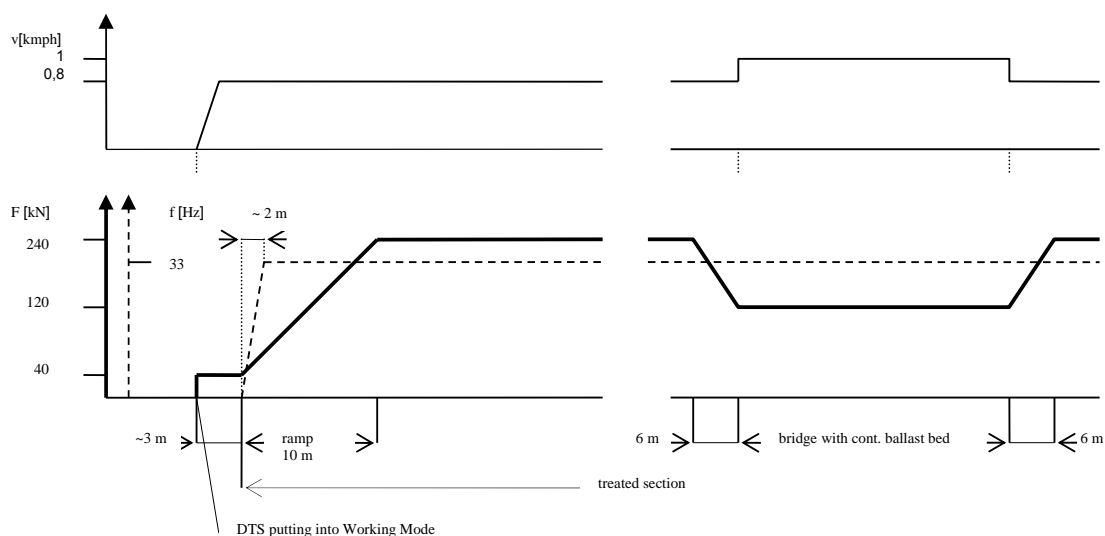 v[kmph]
1
0,8
F [kN]
f [Hz]
~ 2 m
240
33
120
40
~3 m
ramp
10 m
6 m
bridge with cont. ballast bed
6 m
treated section
DTS putting into Working Mode